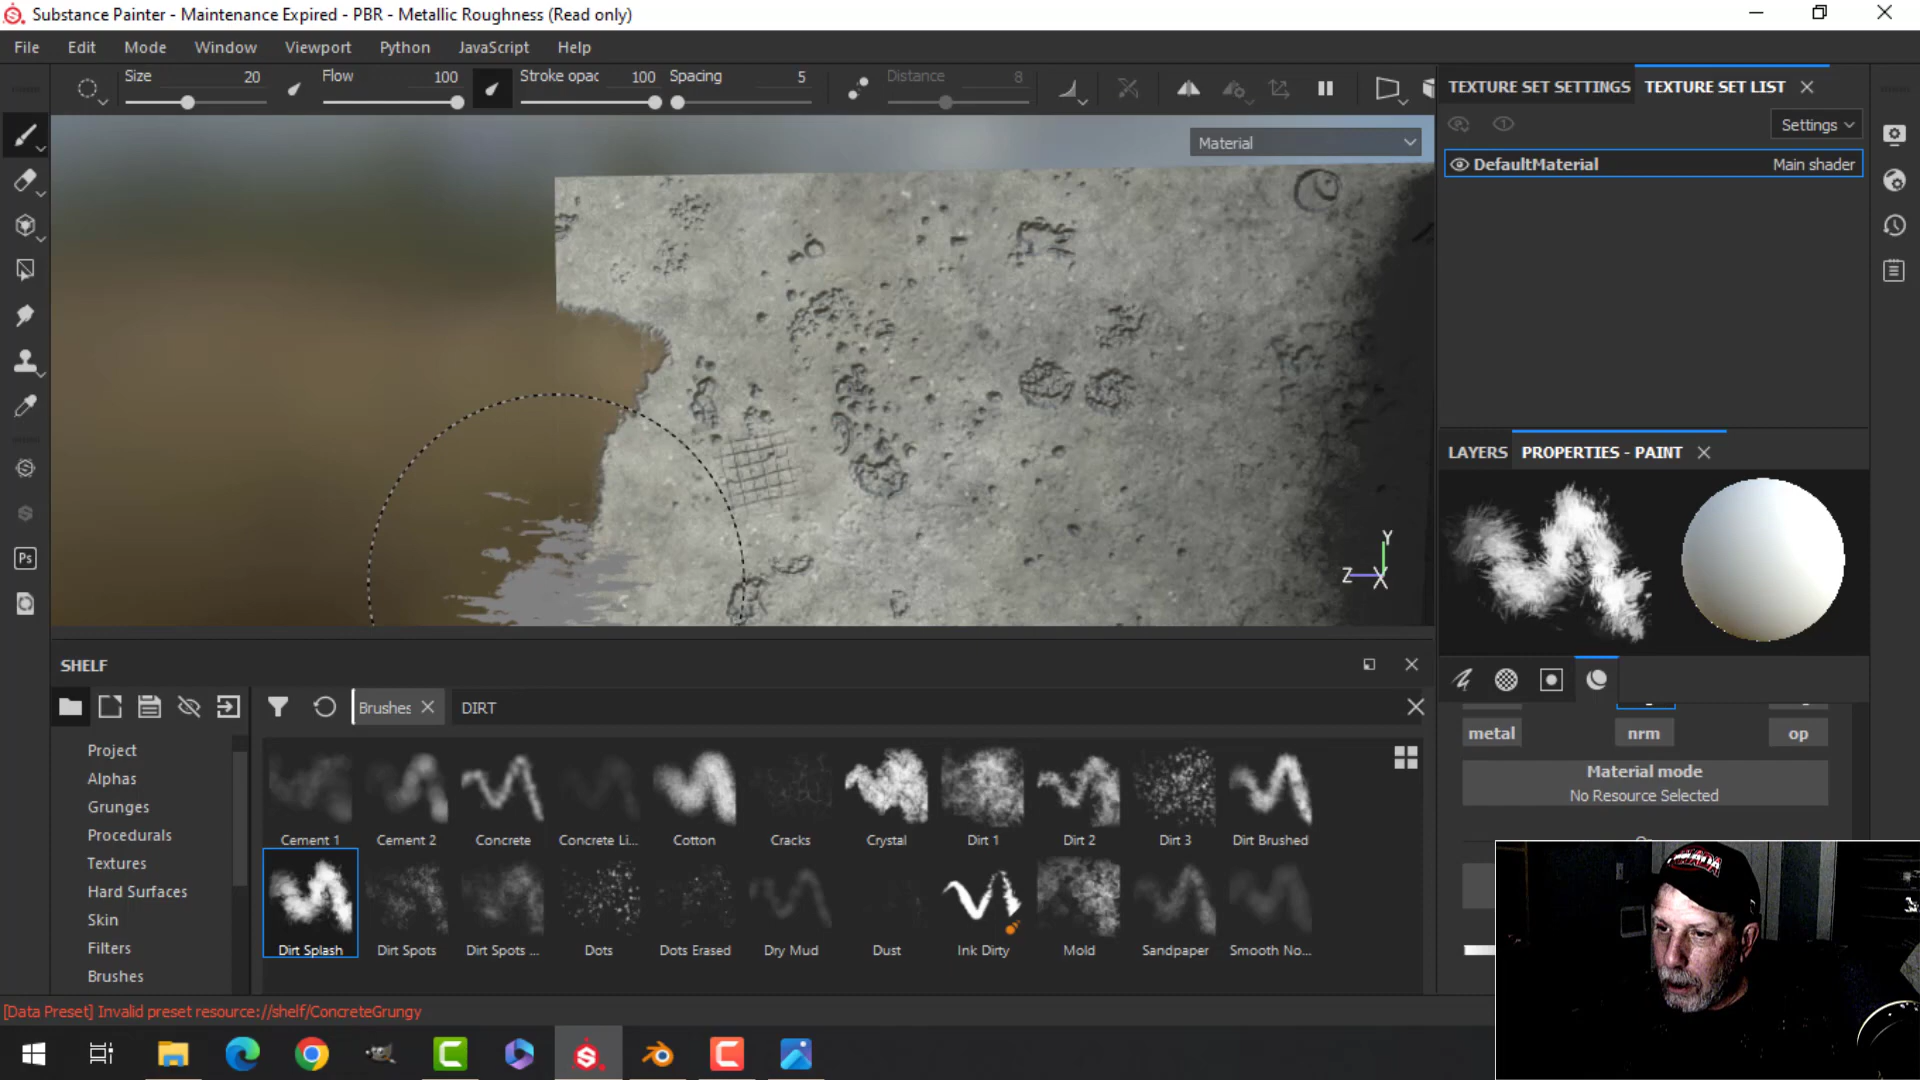 Substance Painter - Maintenance Expired - PBR - Metallic Roughness (Read only)
File Edit Mode Window Viewport Python JavaScript Help
Size 20 Flow 100 Stroke opac 100 Spacing 5 Distance 8
TEXTURE SET SETTINGS TEXTURE SET LIST
Settings
Material
DefaultMaterial Main shader
LAYERS PROPERTIES - PAINT
Y
Z X
Ps
SHELF
Brushes DIRT
metal nrm op
Material mode
No Resource Selected
Project
Alphas
Grunges
Procedurals
Textures
Hard Surfaces
Skin
Filters
Brushes
Cement 1 Cement 2 Concrete Concrete Li... Cotton Cracks Crystal Dirt 1 Dirt 2 Dirt 3 Dirt Brushed
Dirt Splash Dirt Spots Dirt Spots ... Dots Dots Erased Dry Mud Dust Ink Dirty Mold Sandpaper Smooth No...
[Data Preset] Invalid preset resource://shelf/ConcreteGrungy